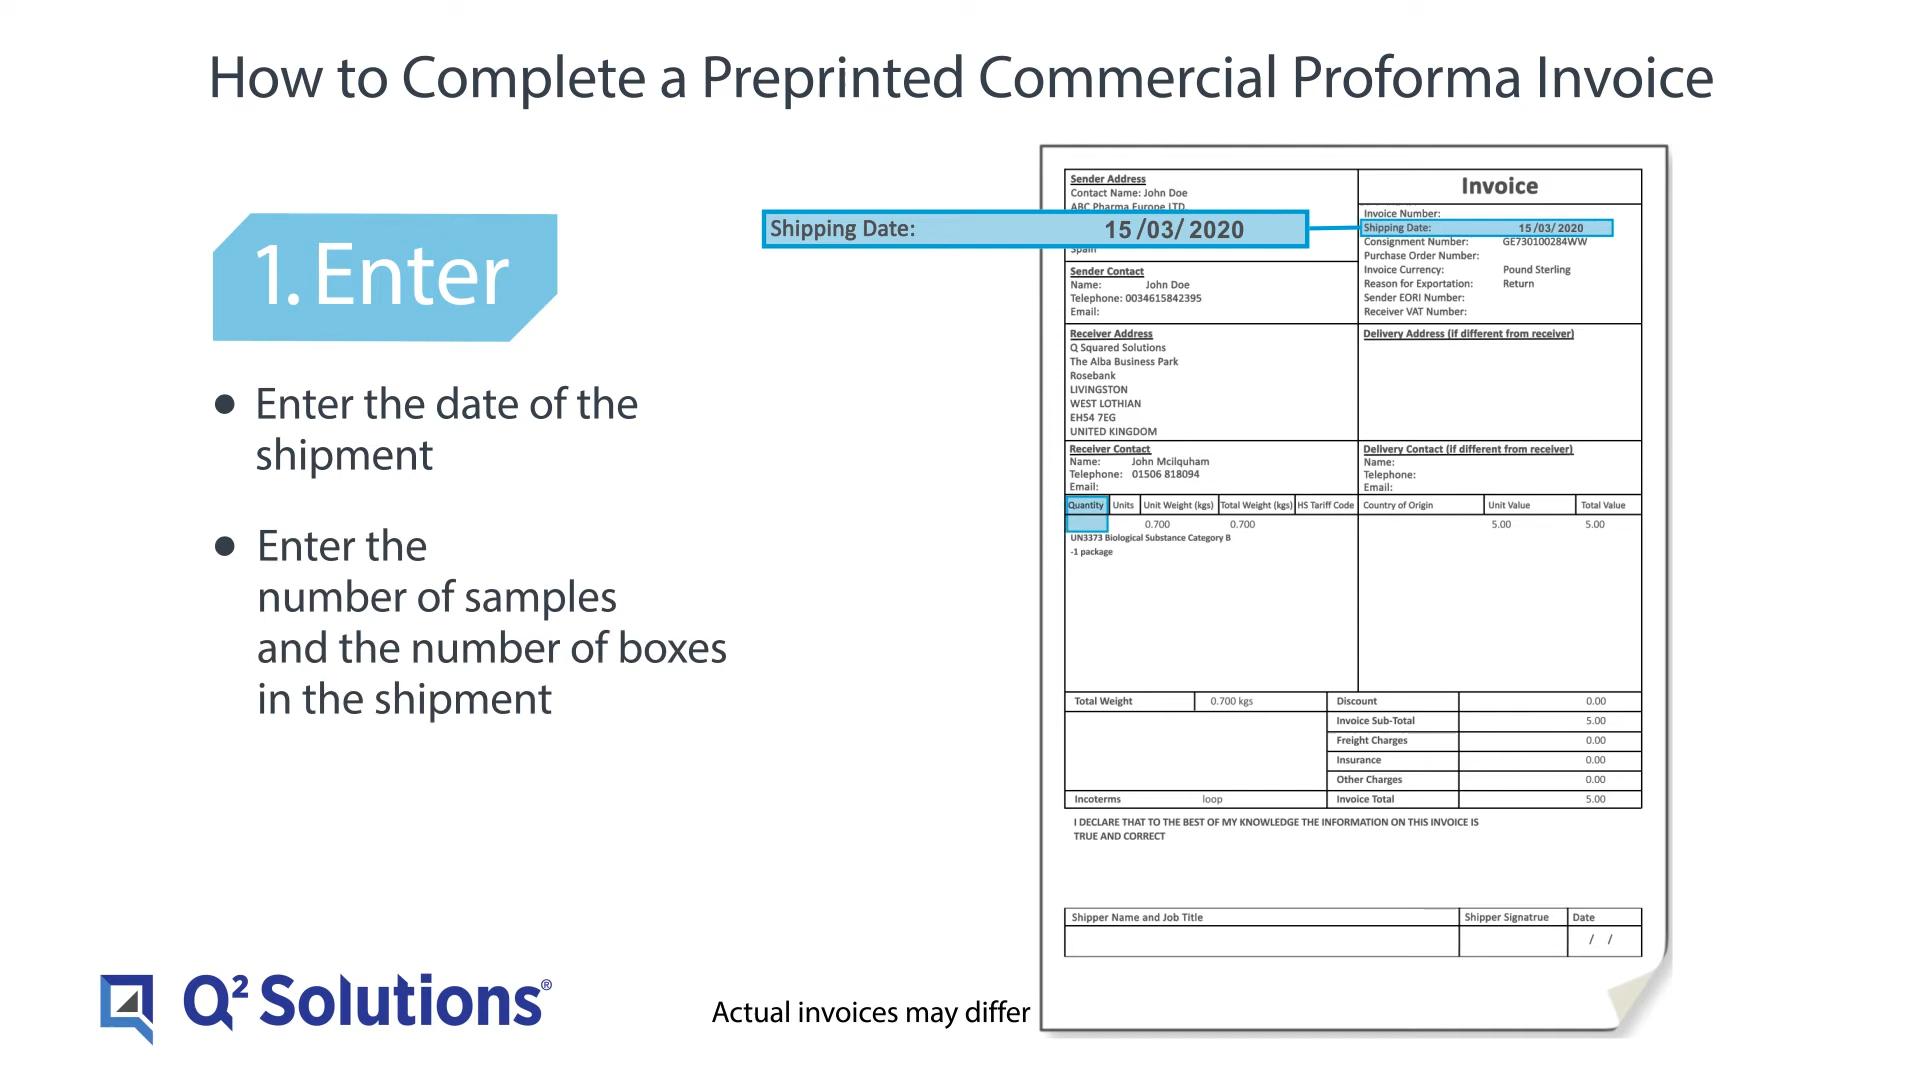 How to Complete a Preprinted Commercial Proforma Invoice
1. Enter
● Enter the date of the
shipment
● Enter the
number of samples
and the number of boxes
in the shipment
Shipping Date: 15 /03/ 2020
Sender Address
Contact Name: John Doe
ABC Pharma Europe LTD.
Spain
Sender Contact
Name: John Doe
Telephone: 0034615842395
Email:
Receiver Address
Q Squared Solutions
The Alba Business Park
Rosebank
LIVINGSTON
WEST LOTHIAN
EH54 7EG
UNITED KINGDOM
Receiver Contact
Name: John Mcilquham
Telephone: 01506 818094
Email:
Invoice
Invoice Number:
Shipping Date: 15 /03/ 2020
Consignment Number: GE730100284WW
Purchase Order Number:
Invoice Currency: Pound Sterling
Reason for Exportation: Return
Sender EORI Number:
Receiver VAT Number:
Delivery Address (if different from receiver)
Delivery Contact (if different from receiver)
Name:
Telephone:
Email:
Quantity Units Unit Weight (kgs) Total Weight (kgs) HS Tariff Code Country of Origin Unit Value Total Value
0.700 0.700 5.00 5.00
UN3373 Biological Substance Category B
-1 package
Total Weight 0.700 kgs Discount 0.00
Invoice Sub-Total 5.00
Freight Charges 0.00
Insurance 0.00
Other Charges 0.00
Incoterms loop Invoice Total 5.00
I DECLARE THAT TO THE BEST OF MY KNOWLEDGE THE INFORMATION ON THIS INVOICE IS
TRUE AND CORRECT
Shipper Name and Job Title Shipper Signatrue Date
/ /
Q² Solutions®
Actual invoices may differ